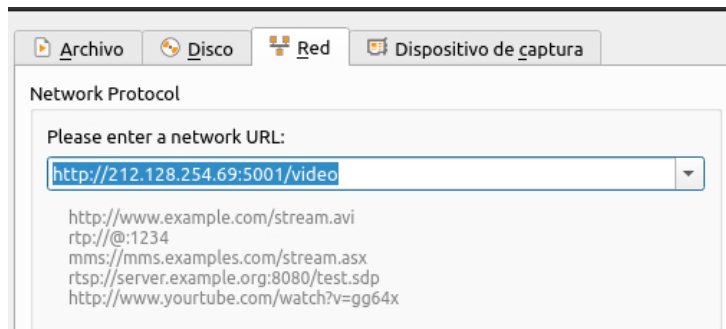 Archivo Disco Red Dispositivo de captura
Network Protocol
Please enter a network URL:
http://212.128.254.69:5001/video
http://www.example.com/stream.avi
rtp://@:1234
mms://mms.examples.com/stream.asx
rtsp://server.example.org:8080/test.sdp
http://www.yourtube.com/watch?v=gg64x